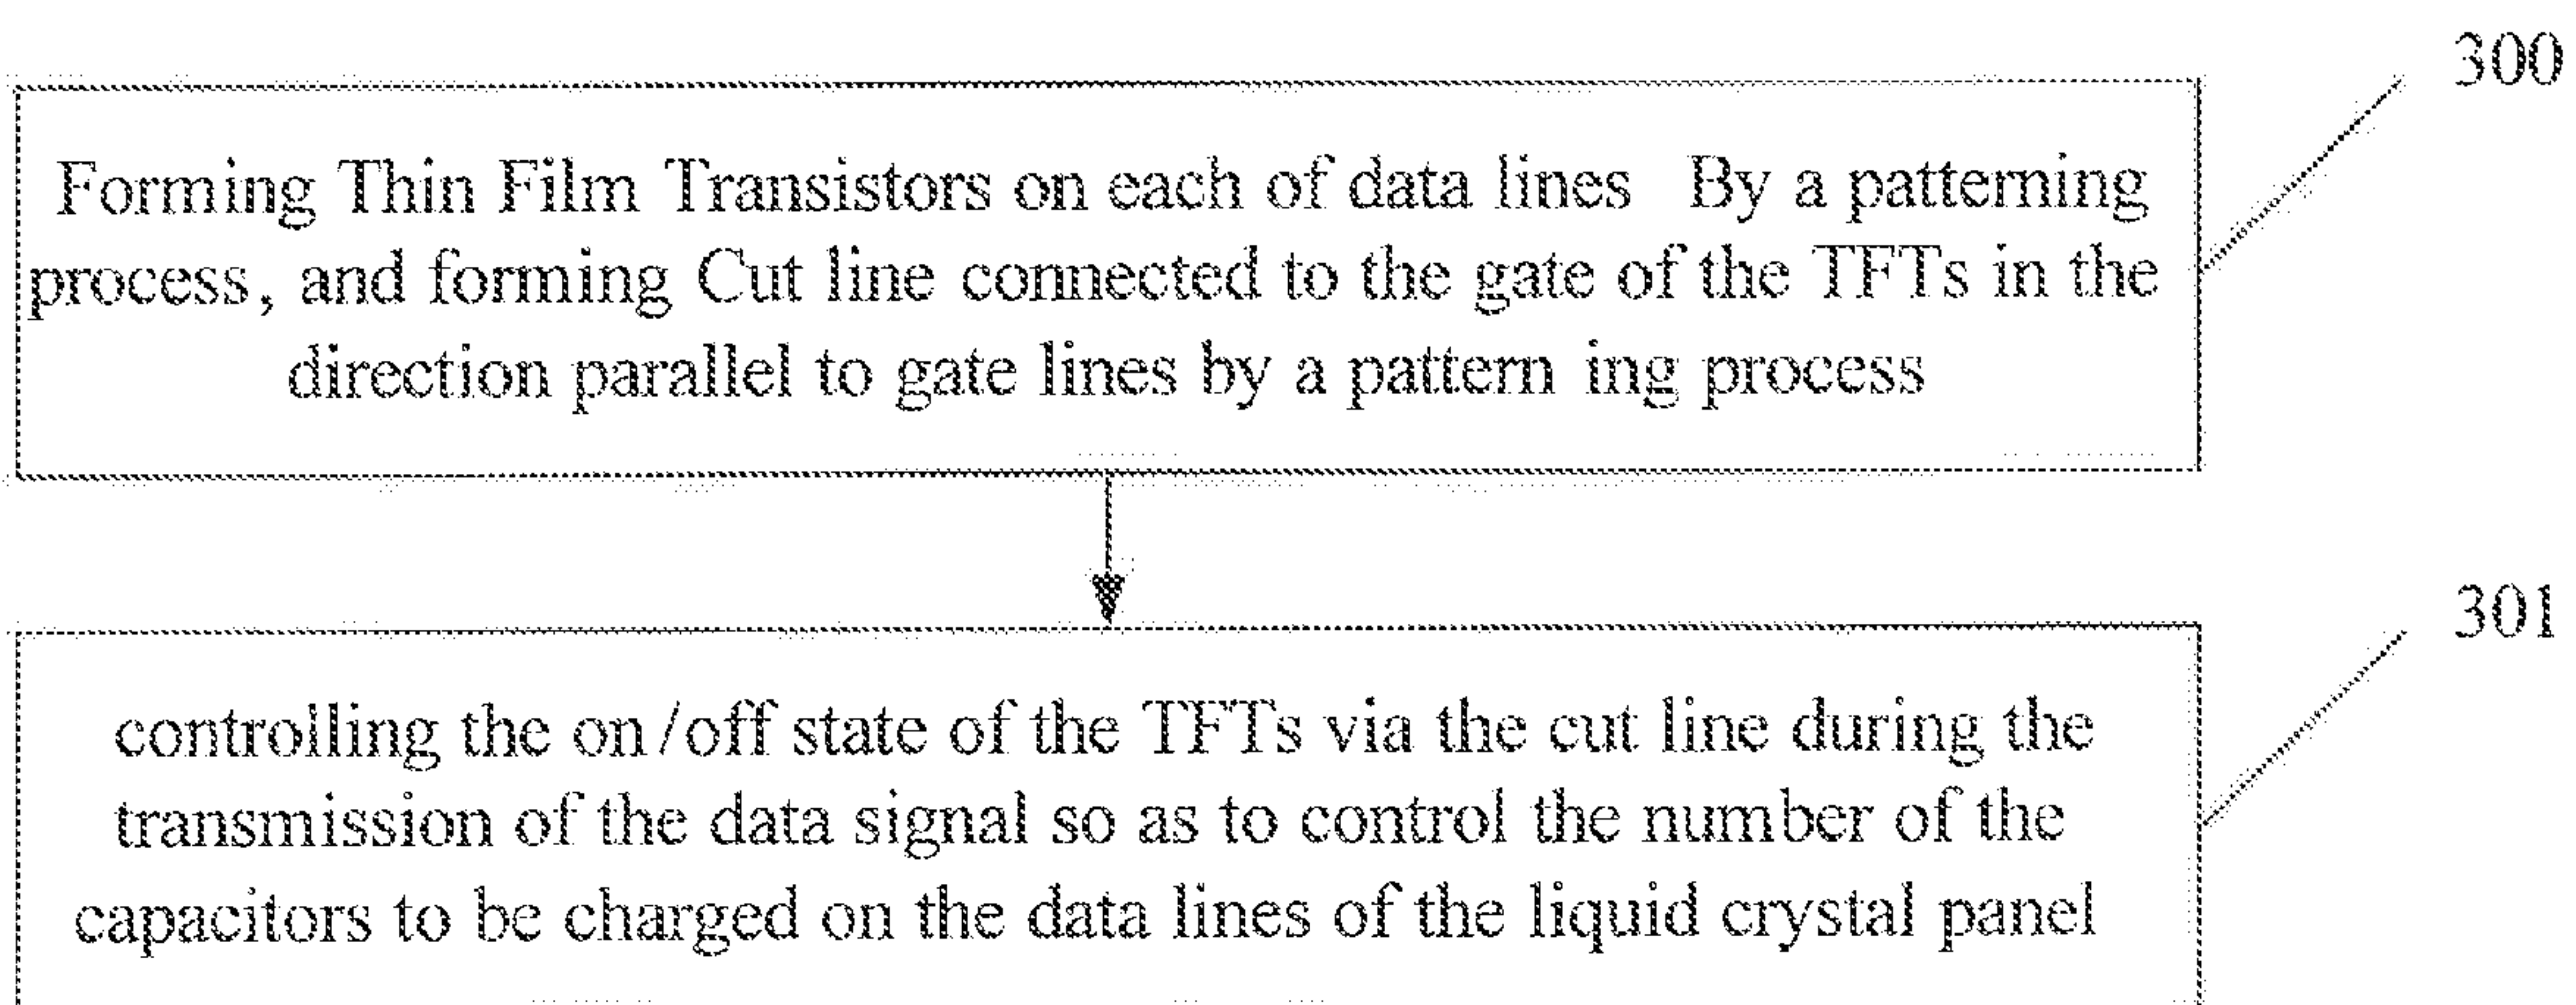 300
Forming Thin Film Transistors on each of data lines By a patterning
process, and forming Cut line connected to the gate of the TFTs in the
direction parallel to gate lines by a pattern ing process
301
controlling the on/off state of the TFTs via the cut line during the
transmission of the data signal so as to control the number of the
capacitors to be charged on the data lines of the liquid crystal panel